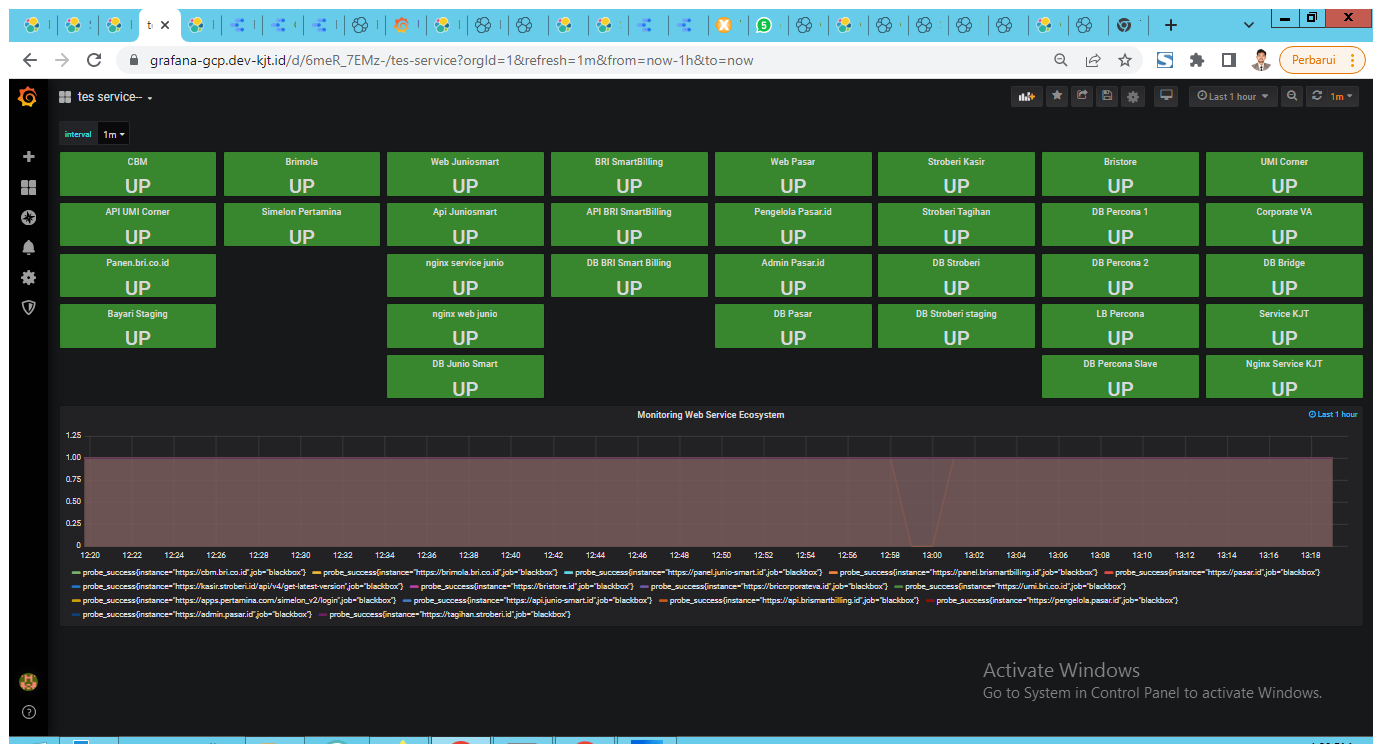 te
5
grafana-gcp.dev-kjt.id/d/6meR_7EMz-/tes-service?orgId=1&refresh=1m&from=now-1h&to=now
Perbarui
tes service--
Last 1 hour
1m
interval 1m
CBM Brimola Web Juniosmart BRI SmartBilling Web Pasar Stroberi Kasir Bristore UMI Corner
UP UP UP UP UP UP UP UP
API UMI Corner Simelon Pertamina Api Juniosmart API BRI SmartBilling Pengelola Pasar.id Stroberi Tagihan DB Percona 1 Corporate VA
UP UP UP UP UP UP UP UP
Panen.bri.co.id nginx service junio DB BRI Smart Billing Admin Pasar.id DB Stroberi DB Percona 2 DB Bridge
UP UP UP UP UP UP UP
Bayari Staging nginx web junio DB Pasar DB Stroberi staging LB Percona Service KJT
UP UP UP UP UP UP
DB Junio Smart DB Percona Slave Nginx Service KJT
UP UP UP
Monitoring Web Service Ecosystem
Last 1 hour
1.25
1.00
0.75
0.50
0.25
0
12:20 12:22 12:24 12:26 12:28 12:30 12:32 12:34 12:36 12:38 12:40 12:42 12:44 12:46 12:48 12:50 12:52 12:54 12:56 12:58 13:00 13:02 13:04 13:06 13:08 13:10 13:12 13:14 13:16 13:18
probe_success{instance="https://cbm.bri.co.id",job="blackbox"} probe_success{instance="https://brimola.bri.co.id",job="blackbox"} probe_success{instance="https://panel.junio-smart.id",job="blackbox"} probe_success{instance="https://panel.brismartbilling.id",job="blackbox"} probe_success{instance="https://pasar.id",job="blackbox"}
probe_success{instance="https://kasir.stroberi.id/api/v4/get-latest-version",job="blackbox"} probe_success{instance="https://bristore.id",job="blackbox"} probe_success{instance="https://bricorporateva.id",job="blackbox"} probe_success{instance="https://umi.bri.co.id",job="blackbox"}
probe_success{instance="https://apps.pertamina.com/simelon_v2/login",job="blackbox"} probe_success{instance="https://api.junio-smart.id",job="blackbox"} probe_success{instance="https://api.brismartbilling.id",job="blackbox"} probe_success{instance="https://pengelola.pasar.id",job="blackbox"}
probe_success{instance="https://admin.pasar.id",job="blackbox"} probe_success{instance="https://tagihan.stroberi.id",job="blackbox"}
Activate Windows
Go to System in Control Panel to activate Windows.